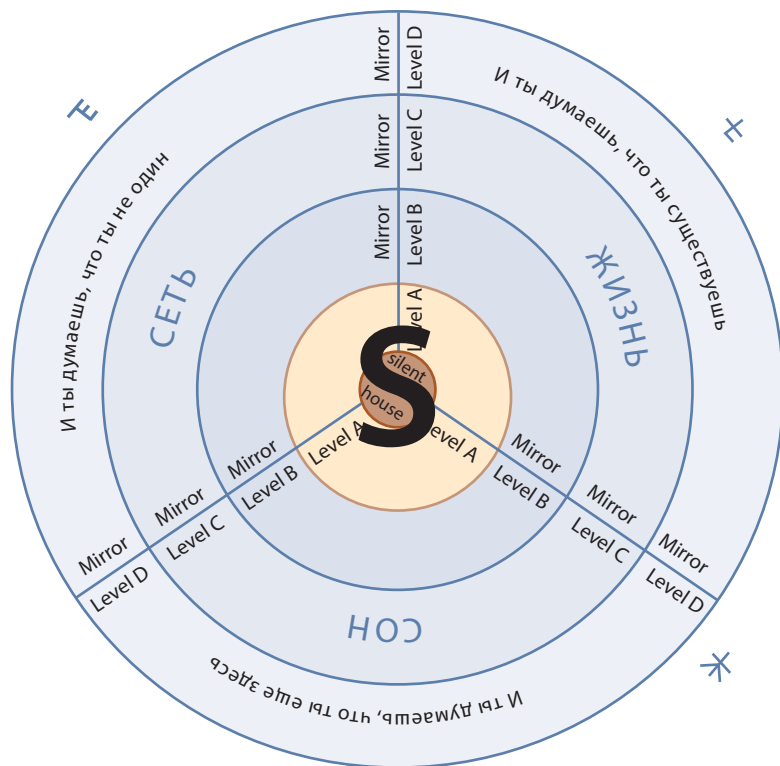 Mirror
Level D
Mirror
Level C
Mirror
Level B
Level A
И ты думаешь, что ты не один
СЕТЬ
И ты думаешь, что ты существуешь
ЖИЗНЬ
S
silent
house
Level A
Mirror
Level B
Mirror
Level C
Mirror
Level D
Level A
Mirror
Level B
Mirror
Level C
Mirror
Level D
СОН
И ты думаешь, что ты еще здесь